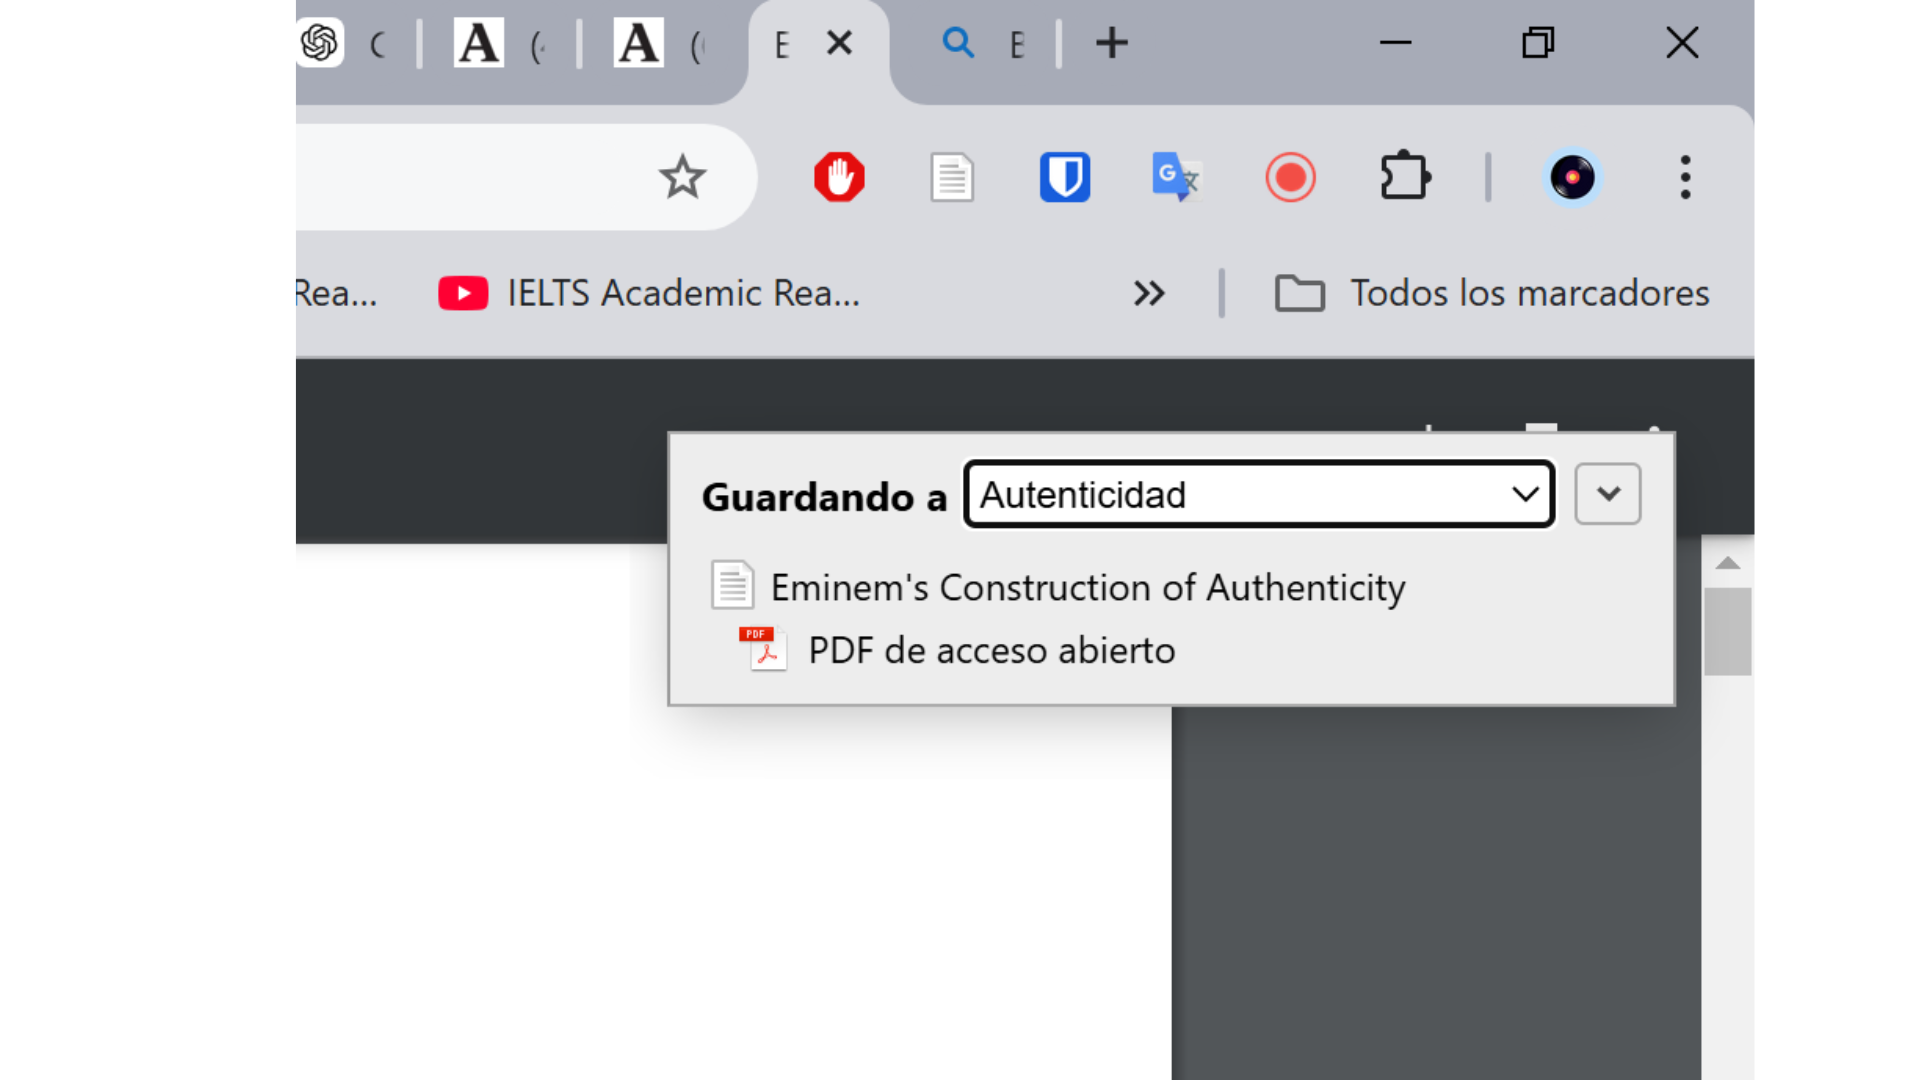 A
A
E
Rea...
IELTS Academic Rea...
Todos los marcadores
Guardando a Autenticidad
Eminem's Construction of Authenticity
PDF
PDF de acceso abierto